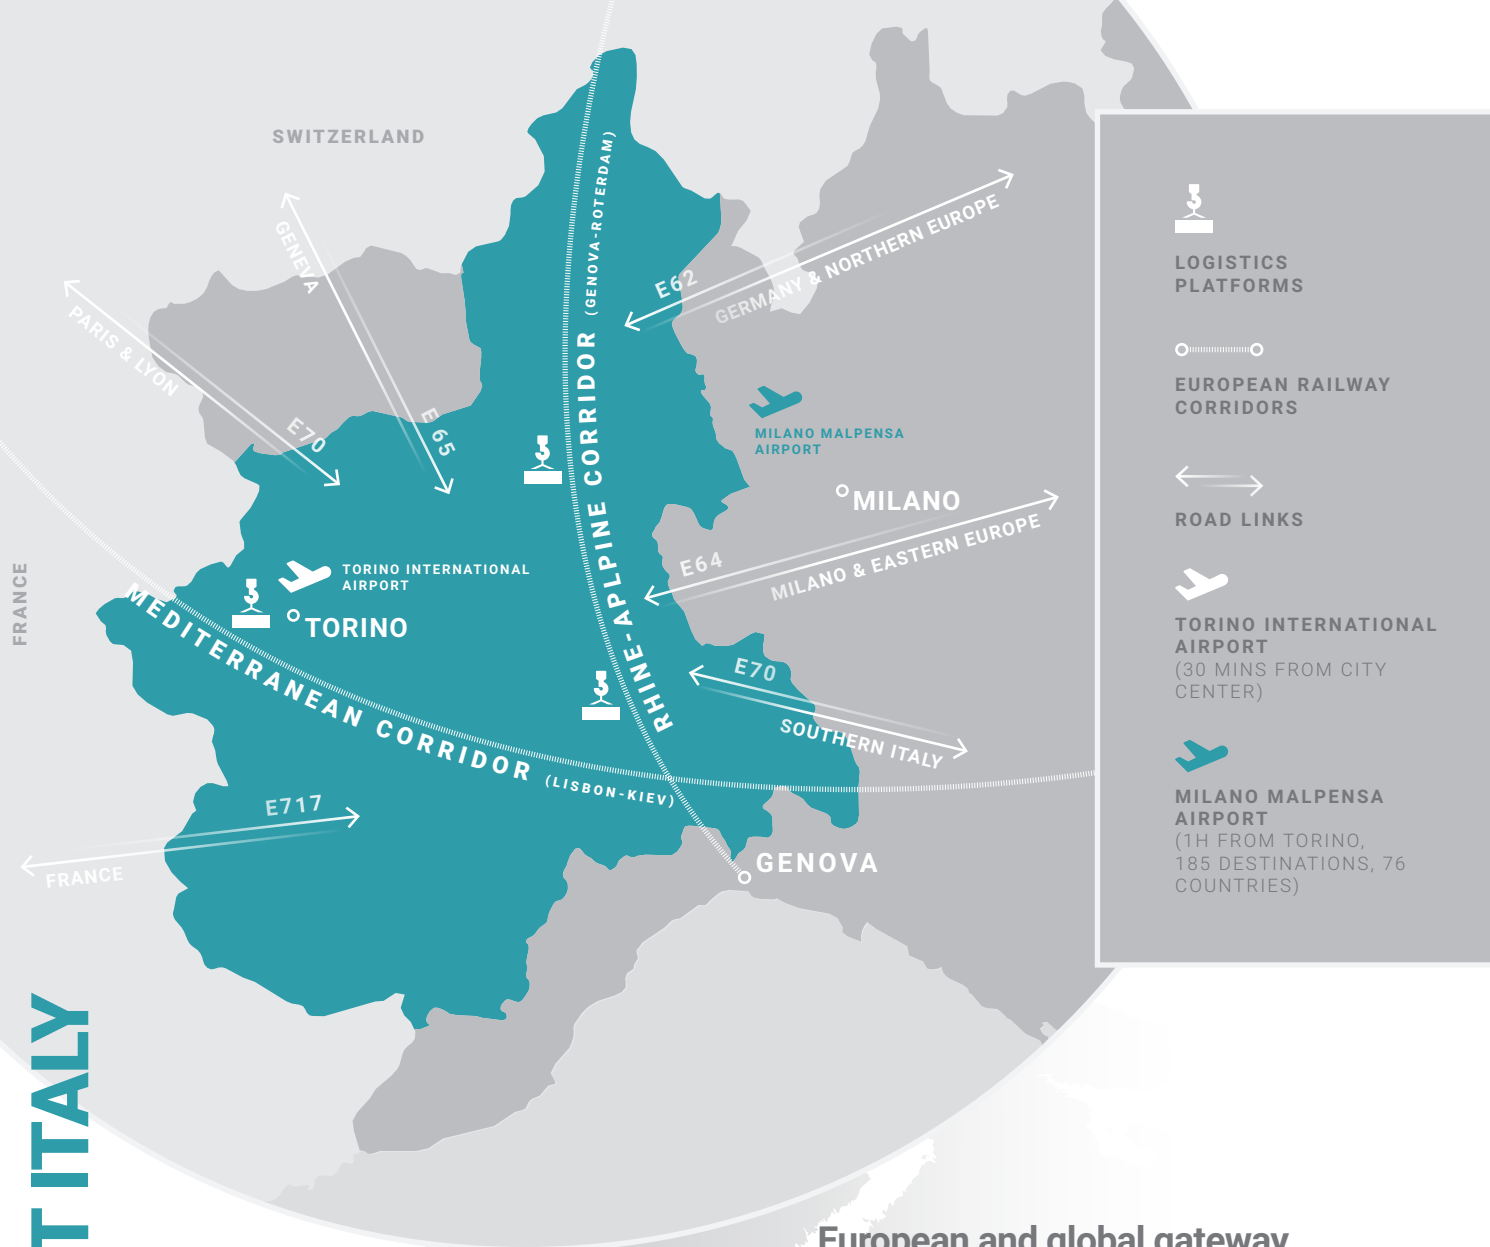 SWITZERLAND
GENEVA
PARIS & LYON
E70
E 65
RHINE-APLPINE CORRIDOR (GENOVA-ROTERDAM)
E62
GERMANY & NORTHERN EUROPE
MILANO MALPENSA
AIRPORT
MILANO
E64
MILANO & EASTERN EUROPE
FRANCE
TORINO INTERNATIONAL
AIRPORT
TORINO
MEDITERRANEAN CORRIDOR (LISBON-KIEV)
E70
SOUTHERN ITALY
E717
FRANCE
GENOVA
LOGISTICS
PLATFORMS
EUROPEAN RAILWAY
CORRIDORS
ROAD LINKS
TORINO INTERNATIONAL
AIRPORT
(30 MINS FROM CITY
CENTER)
MILANO MALPENSA
AIRPORT
(1H FROM TORINO,
185 DESTINATIONS, 76
COUNTRIES)
T ITALY
European and global gateway